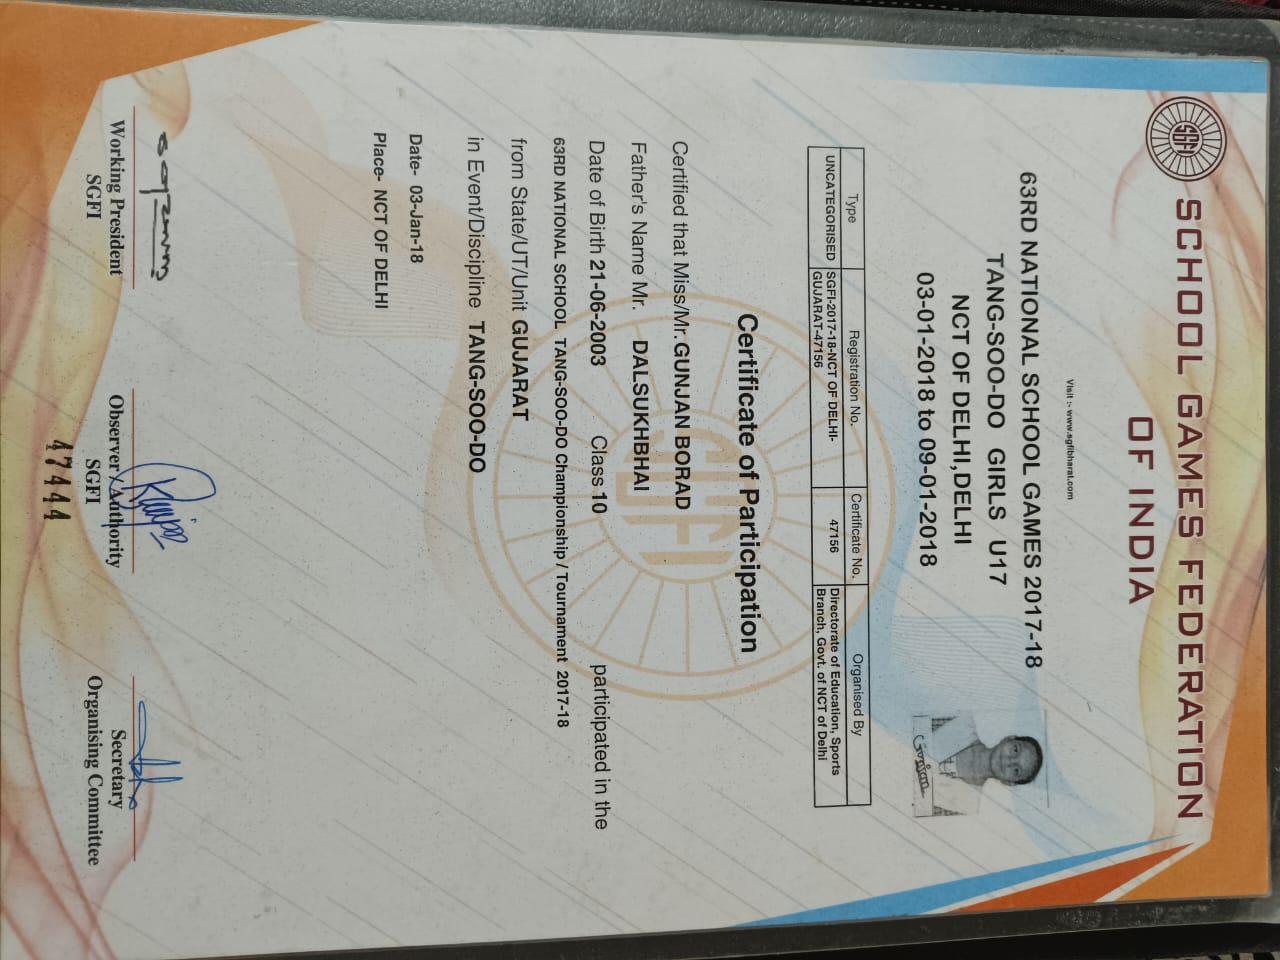 SGFI
SCHOOL GAMES FEDERATION
OF INDIA
Visit :- www.sgfibharat.com
63RD NATIONAL SCHOOL GAMES 2017-18
TANG-SOO-DO GIRLS U17
NCT OF DELHI,DELHI
03-01-2018 to 09-01-2018
Gunjan
Type Registration No. Certificate No. Organised By
UNCATEGORISED SGFI-2017-18-NCT OF DELHI- 47156 Directorate of Education, Sports
GUJARAT-47156 Branch, Govt. of NCT of Delhi
Certificate of Participation
SGFI
Certified that Miss/Mr. GUNJAN BORAD
Father's Name Mr. DALSUKHBHAI
Date of Birth 21-06-2003 Class 10 participated in the
63RD NATIONAL SCHOOL TANG-SOO-DO Championship / Tournament 2017-18
from State/UT/Unit GUJARAT
in Event/Discipline TANG-SOO-DO
Date- 03-Jan-18
Place- NCT OF DELHI
Working President Observer / Authority Secretary
SGFI SGFI Organising Committee
47444